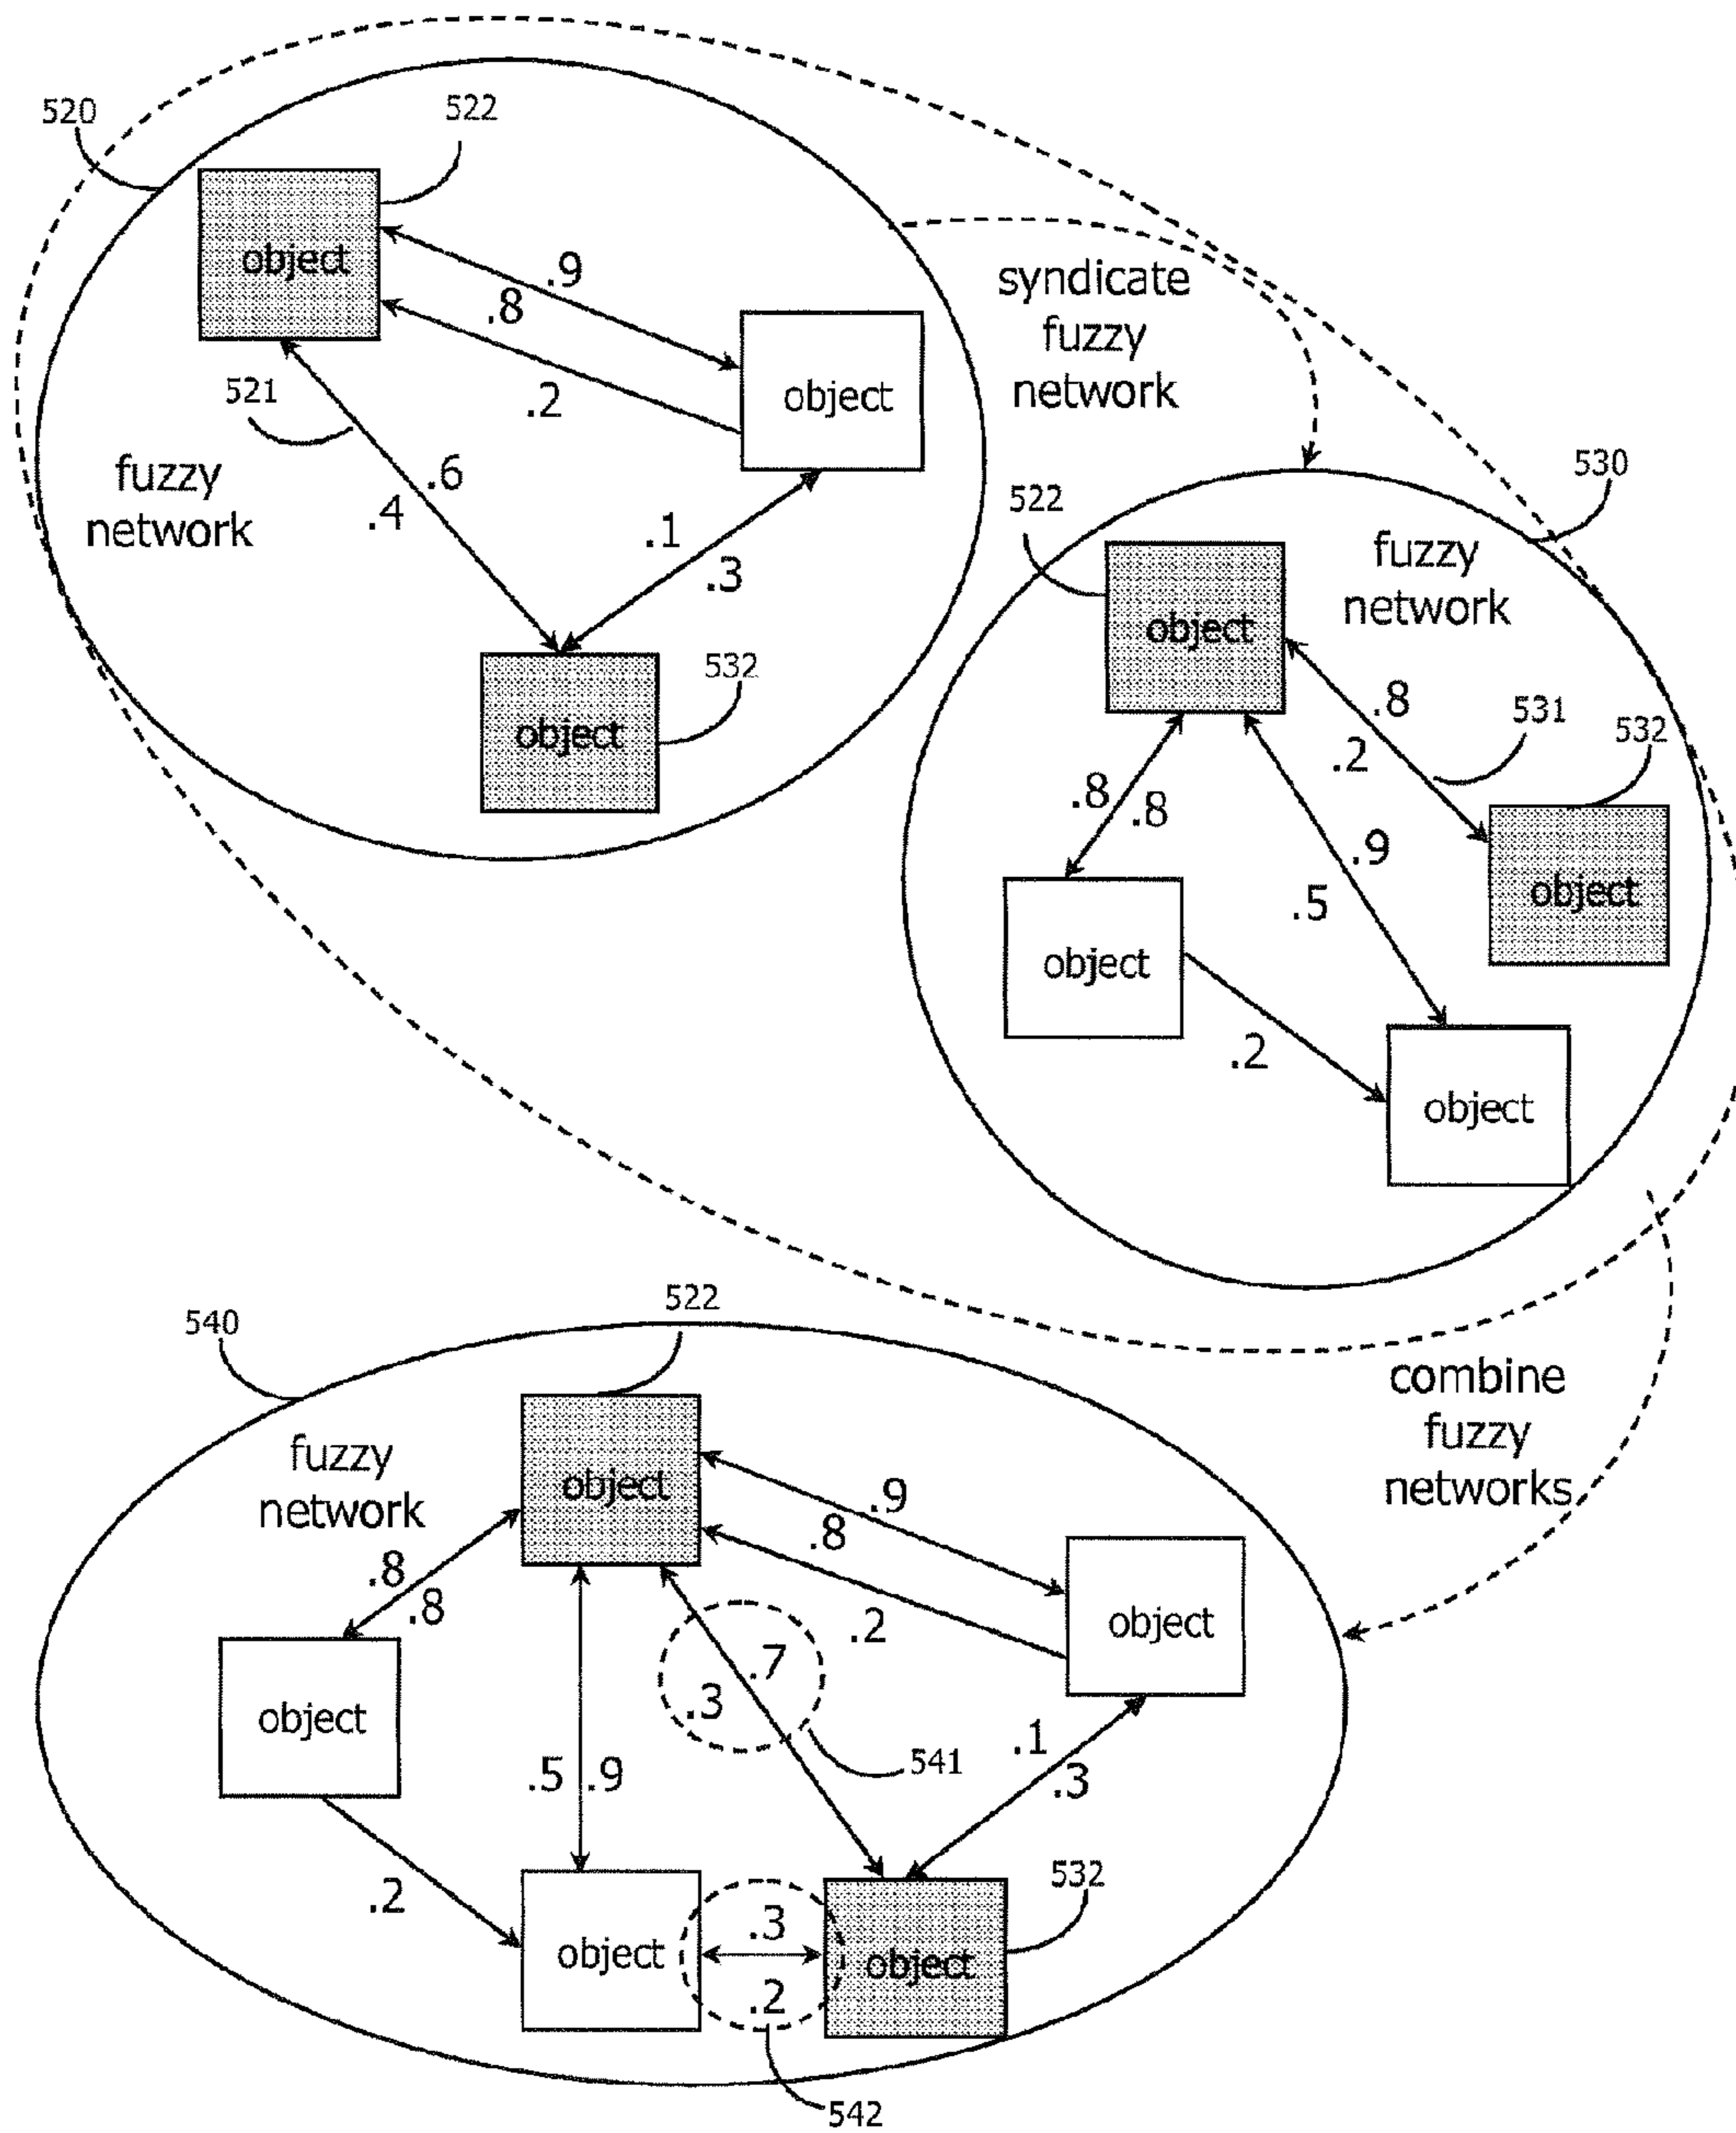 520
522
object
.9
.8
syndicate
fuzzy
network
521
.2
object
fuzzy
network
.6
.4
.1
.3
532
object
530
522
fuzzy
network
object
.8
531
.2
532
.8
.8
.9
.5
object
object
.2
object
540
522
combine
fuzzy
networks
fuzzy
network
object
.9
.8
.8
.8
.2
object
.7
.3
object
.1
541
.3
.5
.9
.2
532
.3
object
object
.2
542